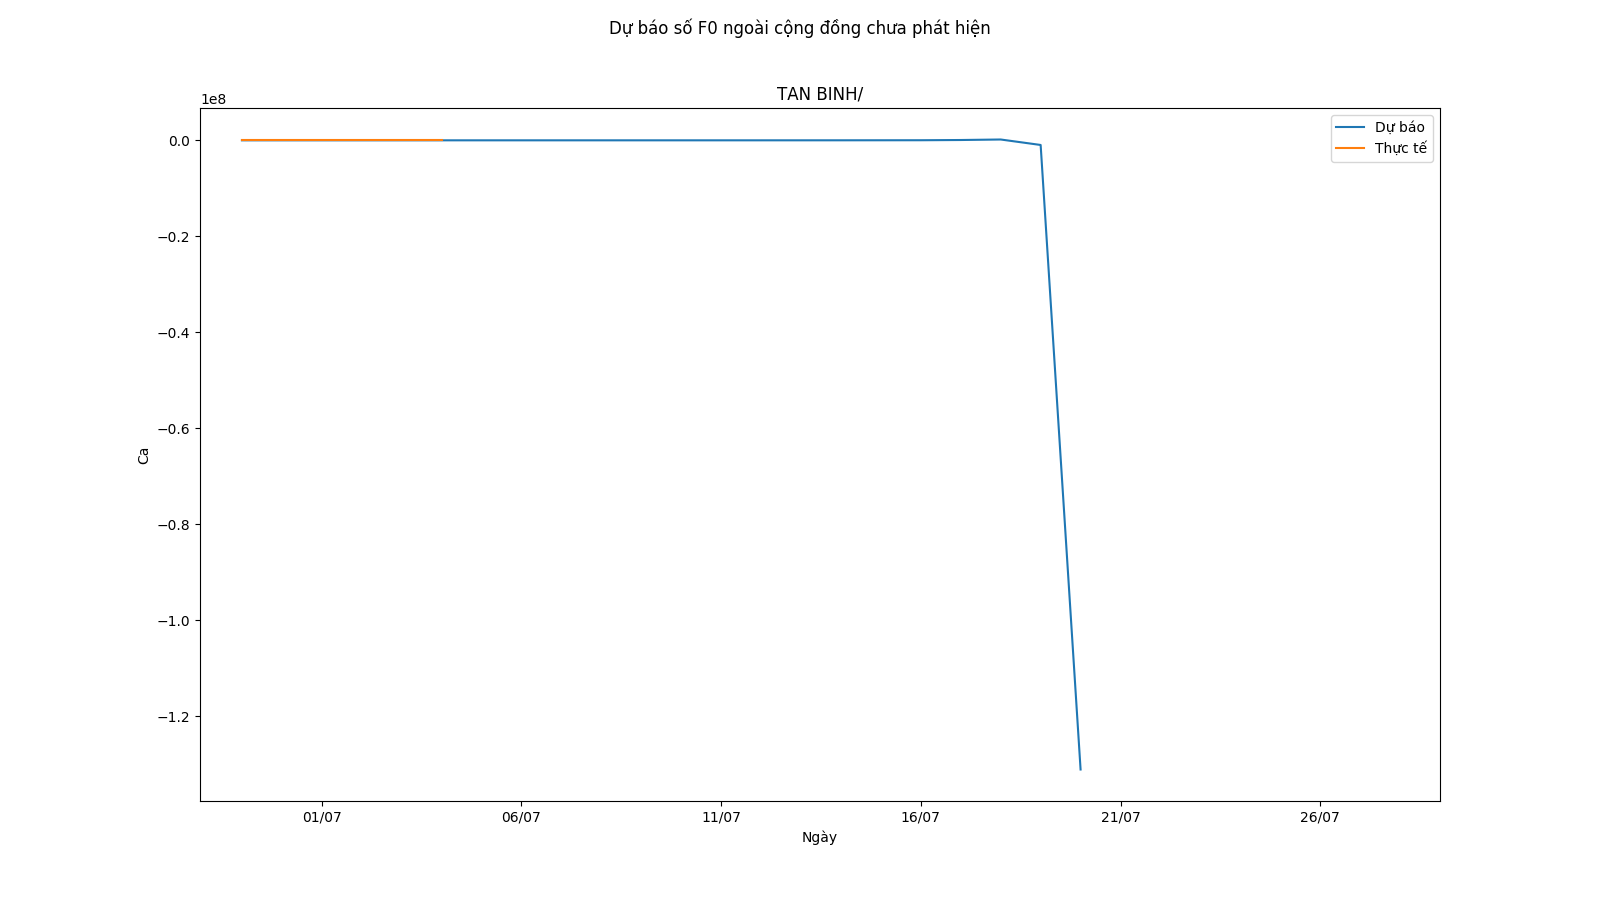 Dự báo số F0 ngoài cộng đồng chưa phát hiện
TAN BINH/
1e8
Dự báo
Thực tế
0.0
−0.2
−0.4
−0.6
−0.8
−1.0
−1.2
Ca
01/07
06/07
11/07
16/07
21/07
26/07
Ngày